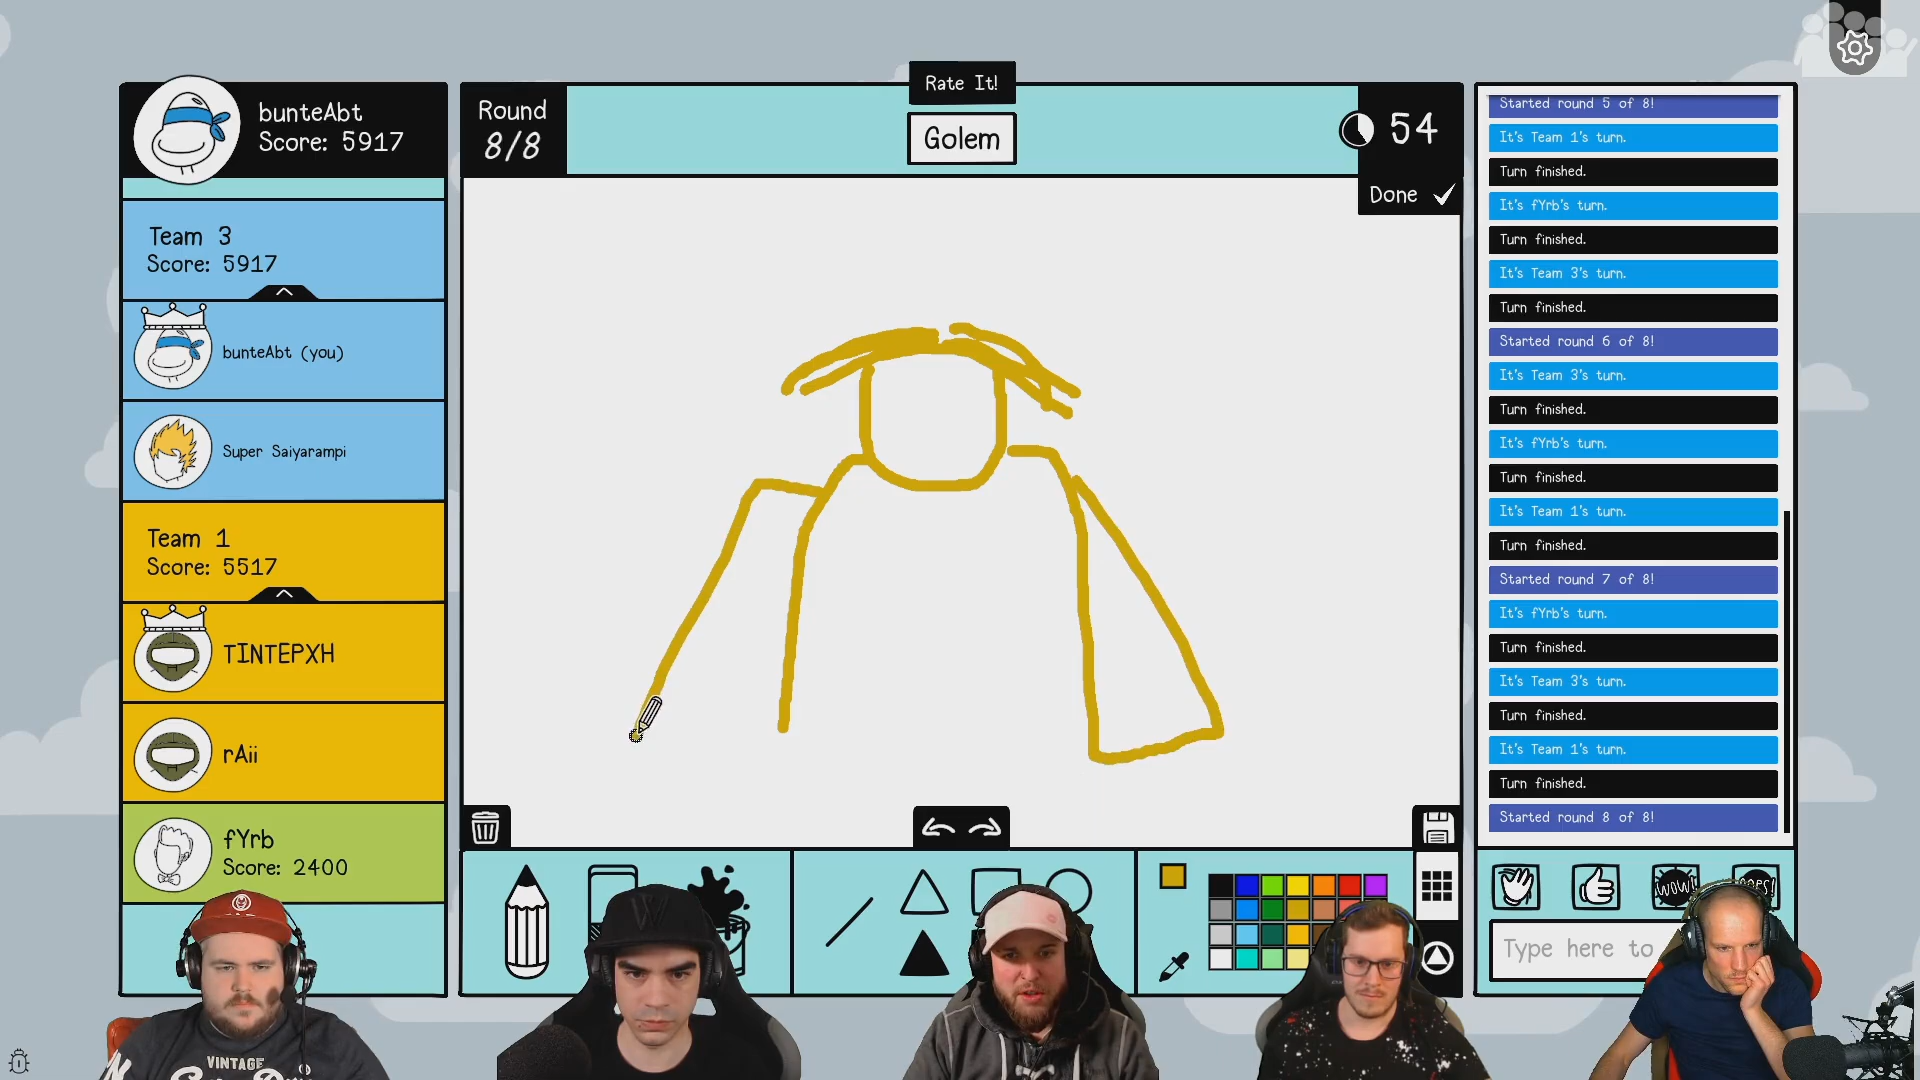 bunteAbt
Score: 5917
Team 3
Score: 5917
bunteAbt (you)
Super Saiyarampi
Team 1
Score: 5517
TINTEPXH
rAii
fYrb
Score: 2400
Round
8/8
Rate It!
Golem
54
Done
Started round 5 of 8!
It's Team 1's turn.
Turn finished.
It's fYrb's turn.
Turn finished.
It's Team 3's turn.
Turn finished.
Started round 6 of 8!
It's Team 3's turn.
Turn finished.
It's fYrb's turn.
Turn finished.
It's Team 1's turn.
Turn finished.
Started round 7 of 8!
It's fYrb's turn.
Turn finished.
It's Team 3's turn.
Turn finished.
It's Team 1's turn.
Turn finished.
Started round 8 of 8!
WOW!
Type here to
VINTAGE